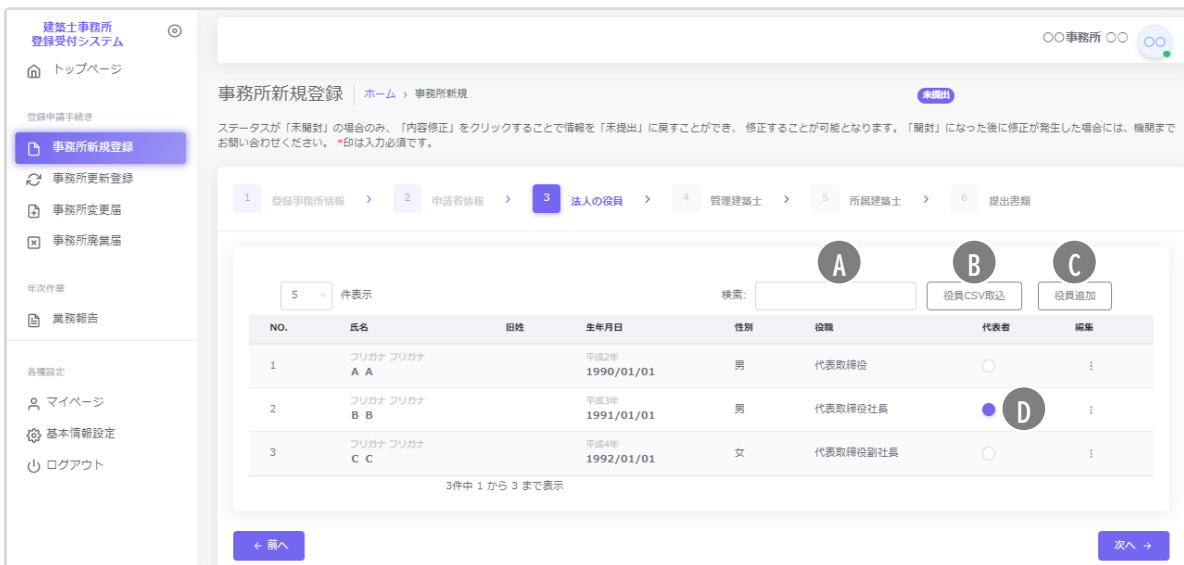 建築士事務所
登録受付システム
トップページ
登録申請手続き
事務所新規登録
事務所更新登録
事務所変更届
事務所廃業届
年次作業
業務報告
各種設定
マイページ
基本情報設定
ログアウト
〇〇事務所 〇〇
〇〇
事務所新規登録 ホーム › 事務所新規 未提出
ステータスが「未開封」の場合のみ、「内容修正」をクリックすることで情報を「未提出」に戻すことができ、 修正することが可能となります。「開封」になった後に修正が発生した場合には、機関まで
お問い合わせください。 *印は入力必須です。
1 登録事務所情報 › 2 申請者情報 › 3 法人の役員 › 4 管理建築士 › 5 所属建築士 › 6 提出書類
A B C
5 件表示 検索: 役員CSV取込 役員追加
NO. 氏名 旧姓 生年月日 性別 役職 代表者 編集
フリガナ フリガナ 平成2年
1 A A 1990/01/01 男 代表取締役
フリガナ フリガナ 平成3年
2 B B 1991/01/01 男 代表取締役社長 D
フリガナ フリガナ 平成4年
3 C C 1992/01/01 女 代表取締役副社長
3件中 1 から 3 まで表示
← 前へ 次へ →